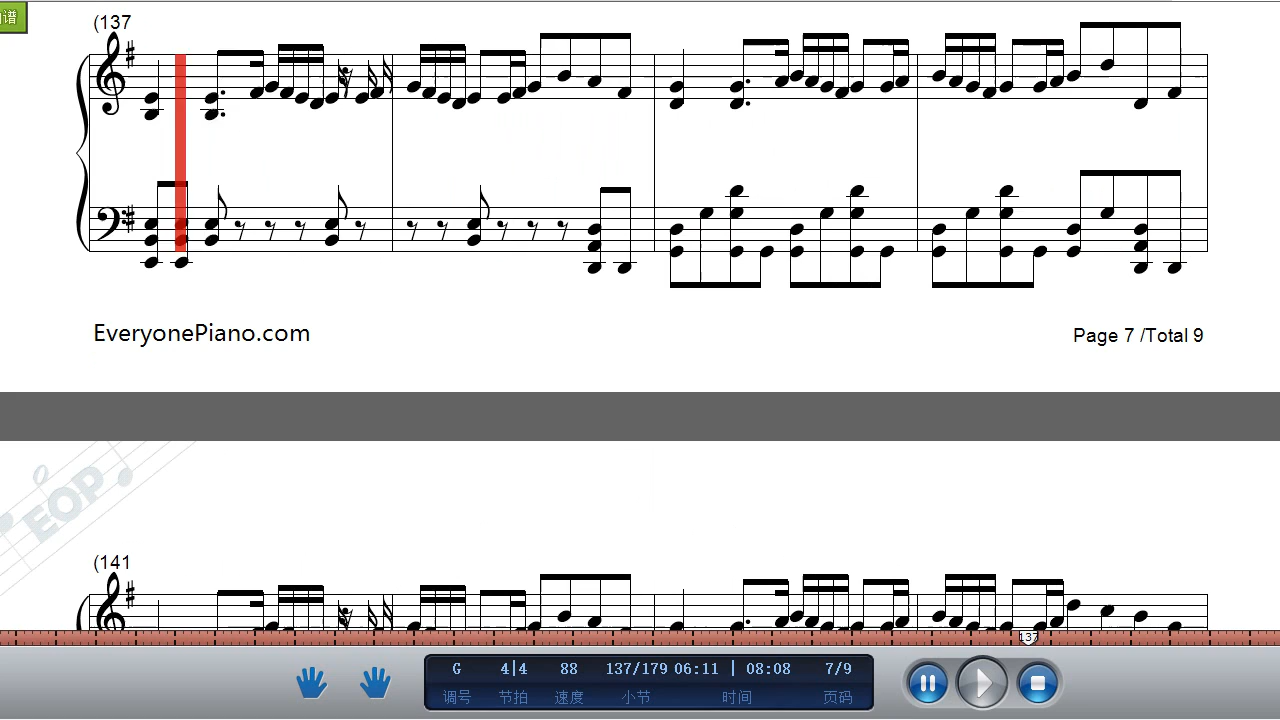 谱
(137
EveryonePiano.com
Page 7 /Total 9
EOP
(141
137
G 4|4 88 137/179 06:11 | 08:08 7/9
调号 节拍 速度 小节 时间 页码